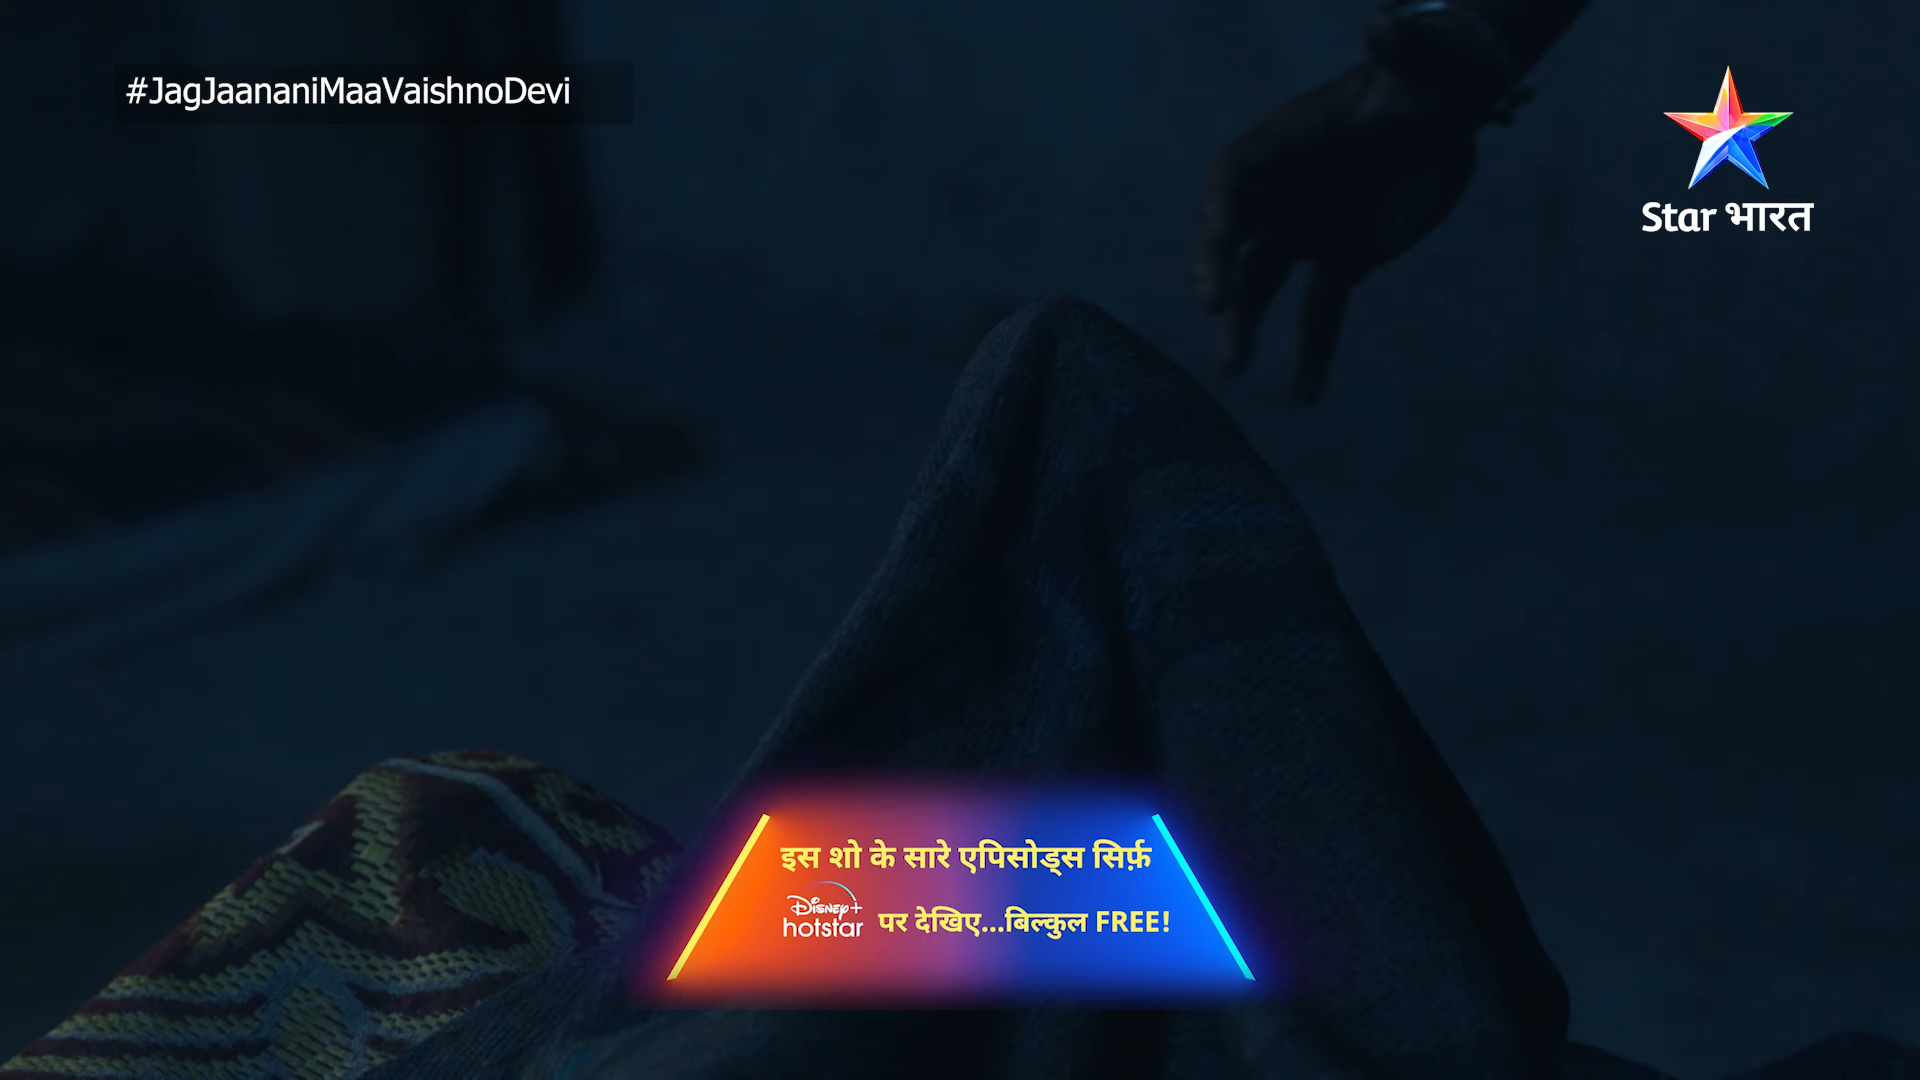 #JagJaananiMaaVaishnoDevi
Star भारत
इस शो के सारे एपिसोड्स सिर्फ़
Disney+ hotstar पर देखिए...बिल्कुल FREE!